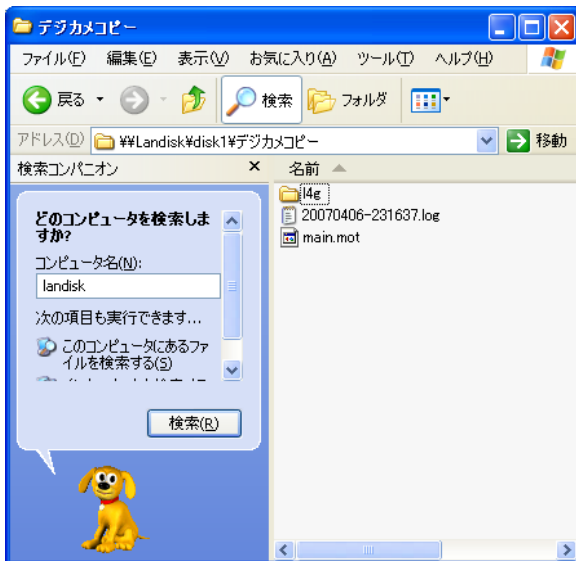 デジカメコピー
ファイル(F) 編集(E) 表示(V) お気に入り(A) ツール(T) ヘルプ(H)
戻る 検索 フォルダ
アドレス(D) ¥¥Landisk¥disk1¥デジカメコピー 移動
検索コンパニオン
どのコンピュータを検索しま
すか?
コンピュータ名(N):
landisk
次の項目も実行できます...
このコンピュータにあるファ
イルを検索する(S)
検索(R)
名前
l4g
20070406-231637.log
main.mot